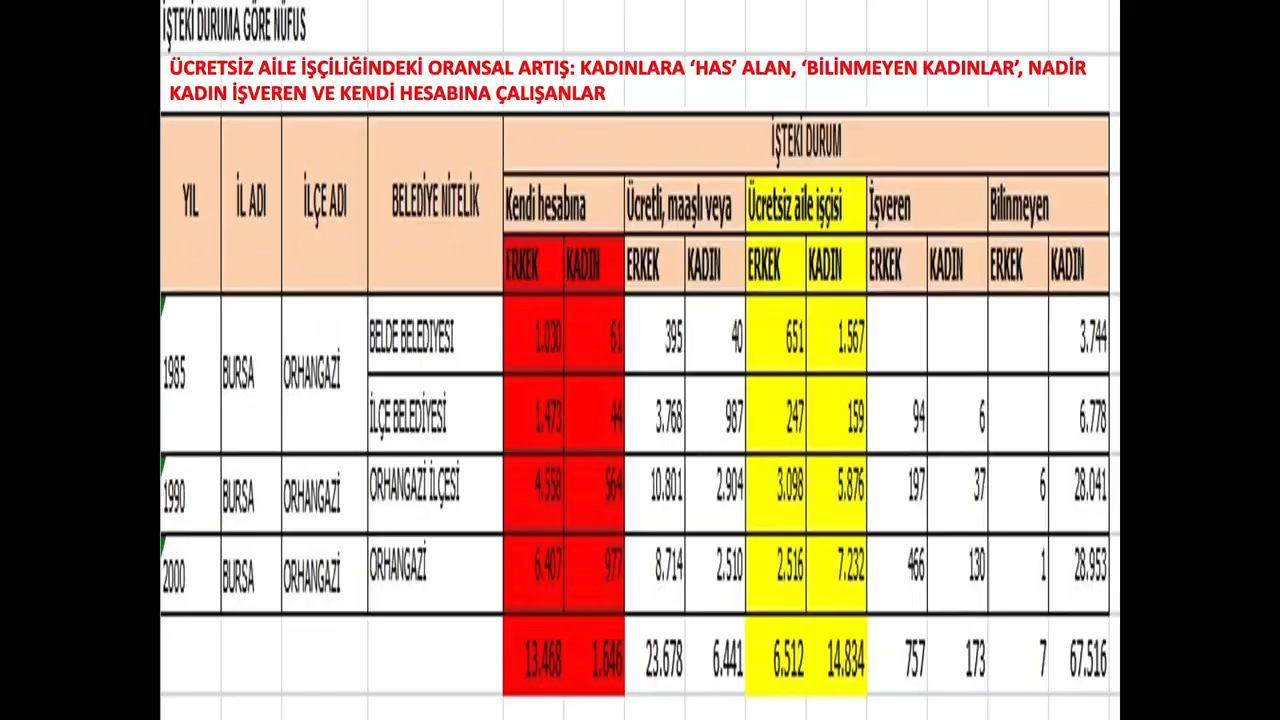 İŞTEKİ DURUMA GÖRE NÜFUS
ÜCRETSİZ AİLE İŞÇİLİĞİNDEKİ ORANSAL ARTIŞ: KADINLARA ‘HAS’ ALAN, ‘BİLİNMEYEN KADINLAR’, NADİR
KADIN İŞVEREN VE KENDİ HESABINA ÇALIŞANLAR
YIL İL ADI İLÇE ADI BELEDİYE NİTELİK İŞTEKİ DURUM
Kendi hesabına Ücretli, maaşlı veya Ücretsiz aile işçisi İşveren Bilinmeyen
ERKEK KADIN ERKEK KADIN ERKEK KADIN ERKEK KADIN ERKEK KADIN
1985 BURSA ORHANGAZİ BELDE BELEDİYESİ 1.030 61 395 40 651 1.567 3.744
İLÇE BELEDİYESİ 1.473 44 3.768 987 247 159 94 6 6.778
1990 BURSA ORHANGAZİ ORHANGAZİ İLÇESİ 4.558 564 10.801 2.904 3.098 5.876 197 37 6 28.041
2000 BURSA ORHANGAZİ ORHANGAZİ 6.407 977 8.714 2.510 2.516 7.232 466 130 1 28.953
13.468 1.646 23.678 6.441 6.512 14.834 757 173 7 67.516